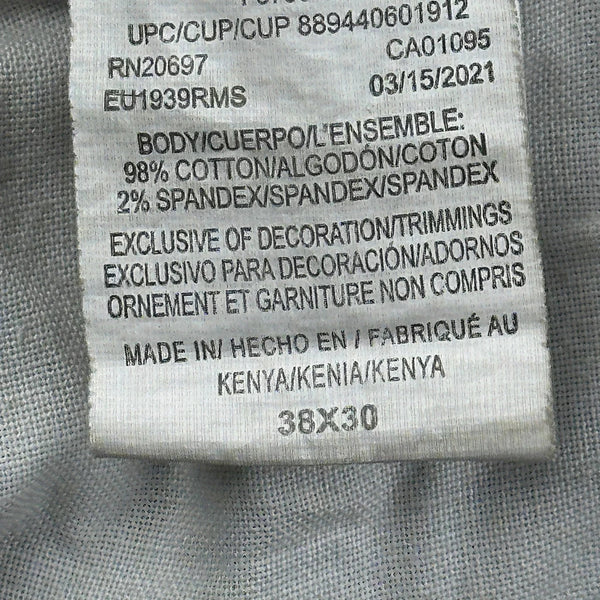 UPC/CUP/CUP 889440601912
RN20697 CA01095
EU1939RMS 03/15/2021
BODY/CUERPO/L'ENSEMBLE:
98% COTTON/ALGODÓN/COTON
2% SPANDEX/SPANDEX/SPANDEX
EXCLUSIVE OF DECORATION/TRIMMINGS
EXCLUSIVO PARA DECORACIÓN/ADORNOS
ORNEMENT ET GARNITURE NON COMPRIS
MADE IN/ HECHO EN / FABRIQUÉ AU
KENYA/KENIA/KENYA
38X30